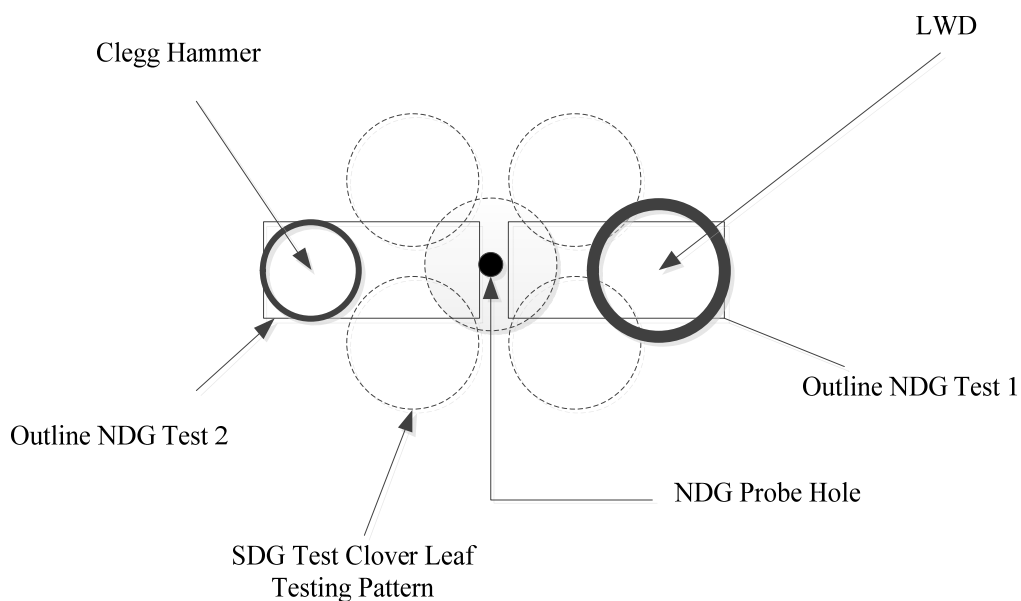 LWD
Clegg Hammer
Outline NDG Test 1
Outline NDG Test 2
NDG Probe Hole
SDG Test Clover Leaf
Testing Pattern